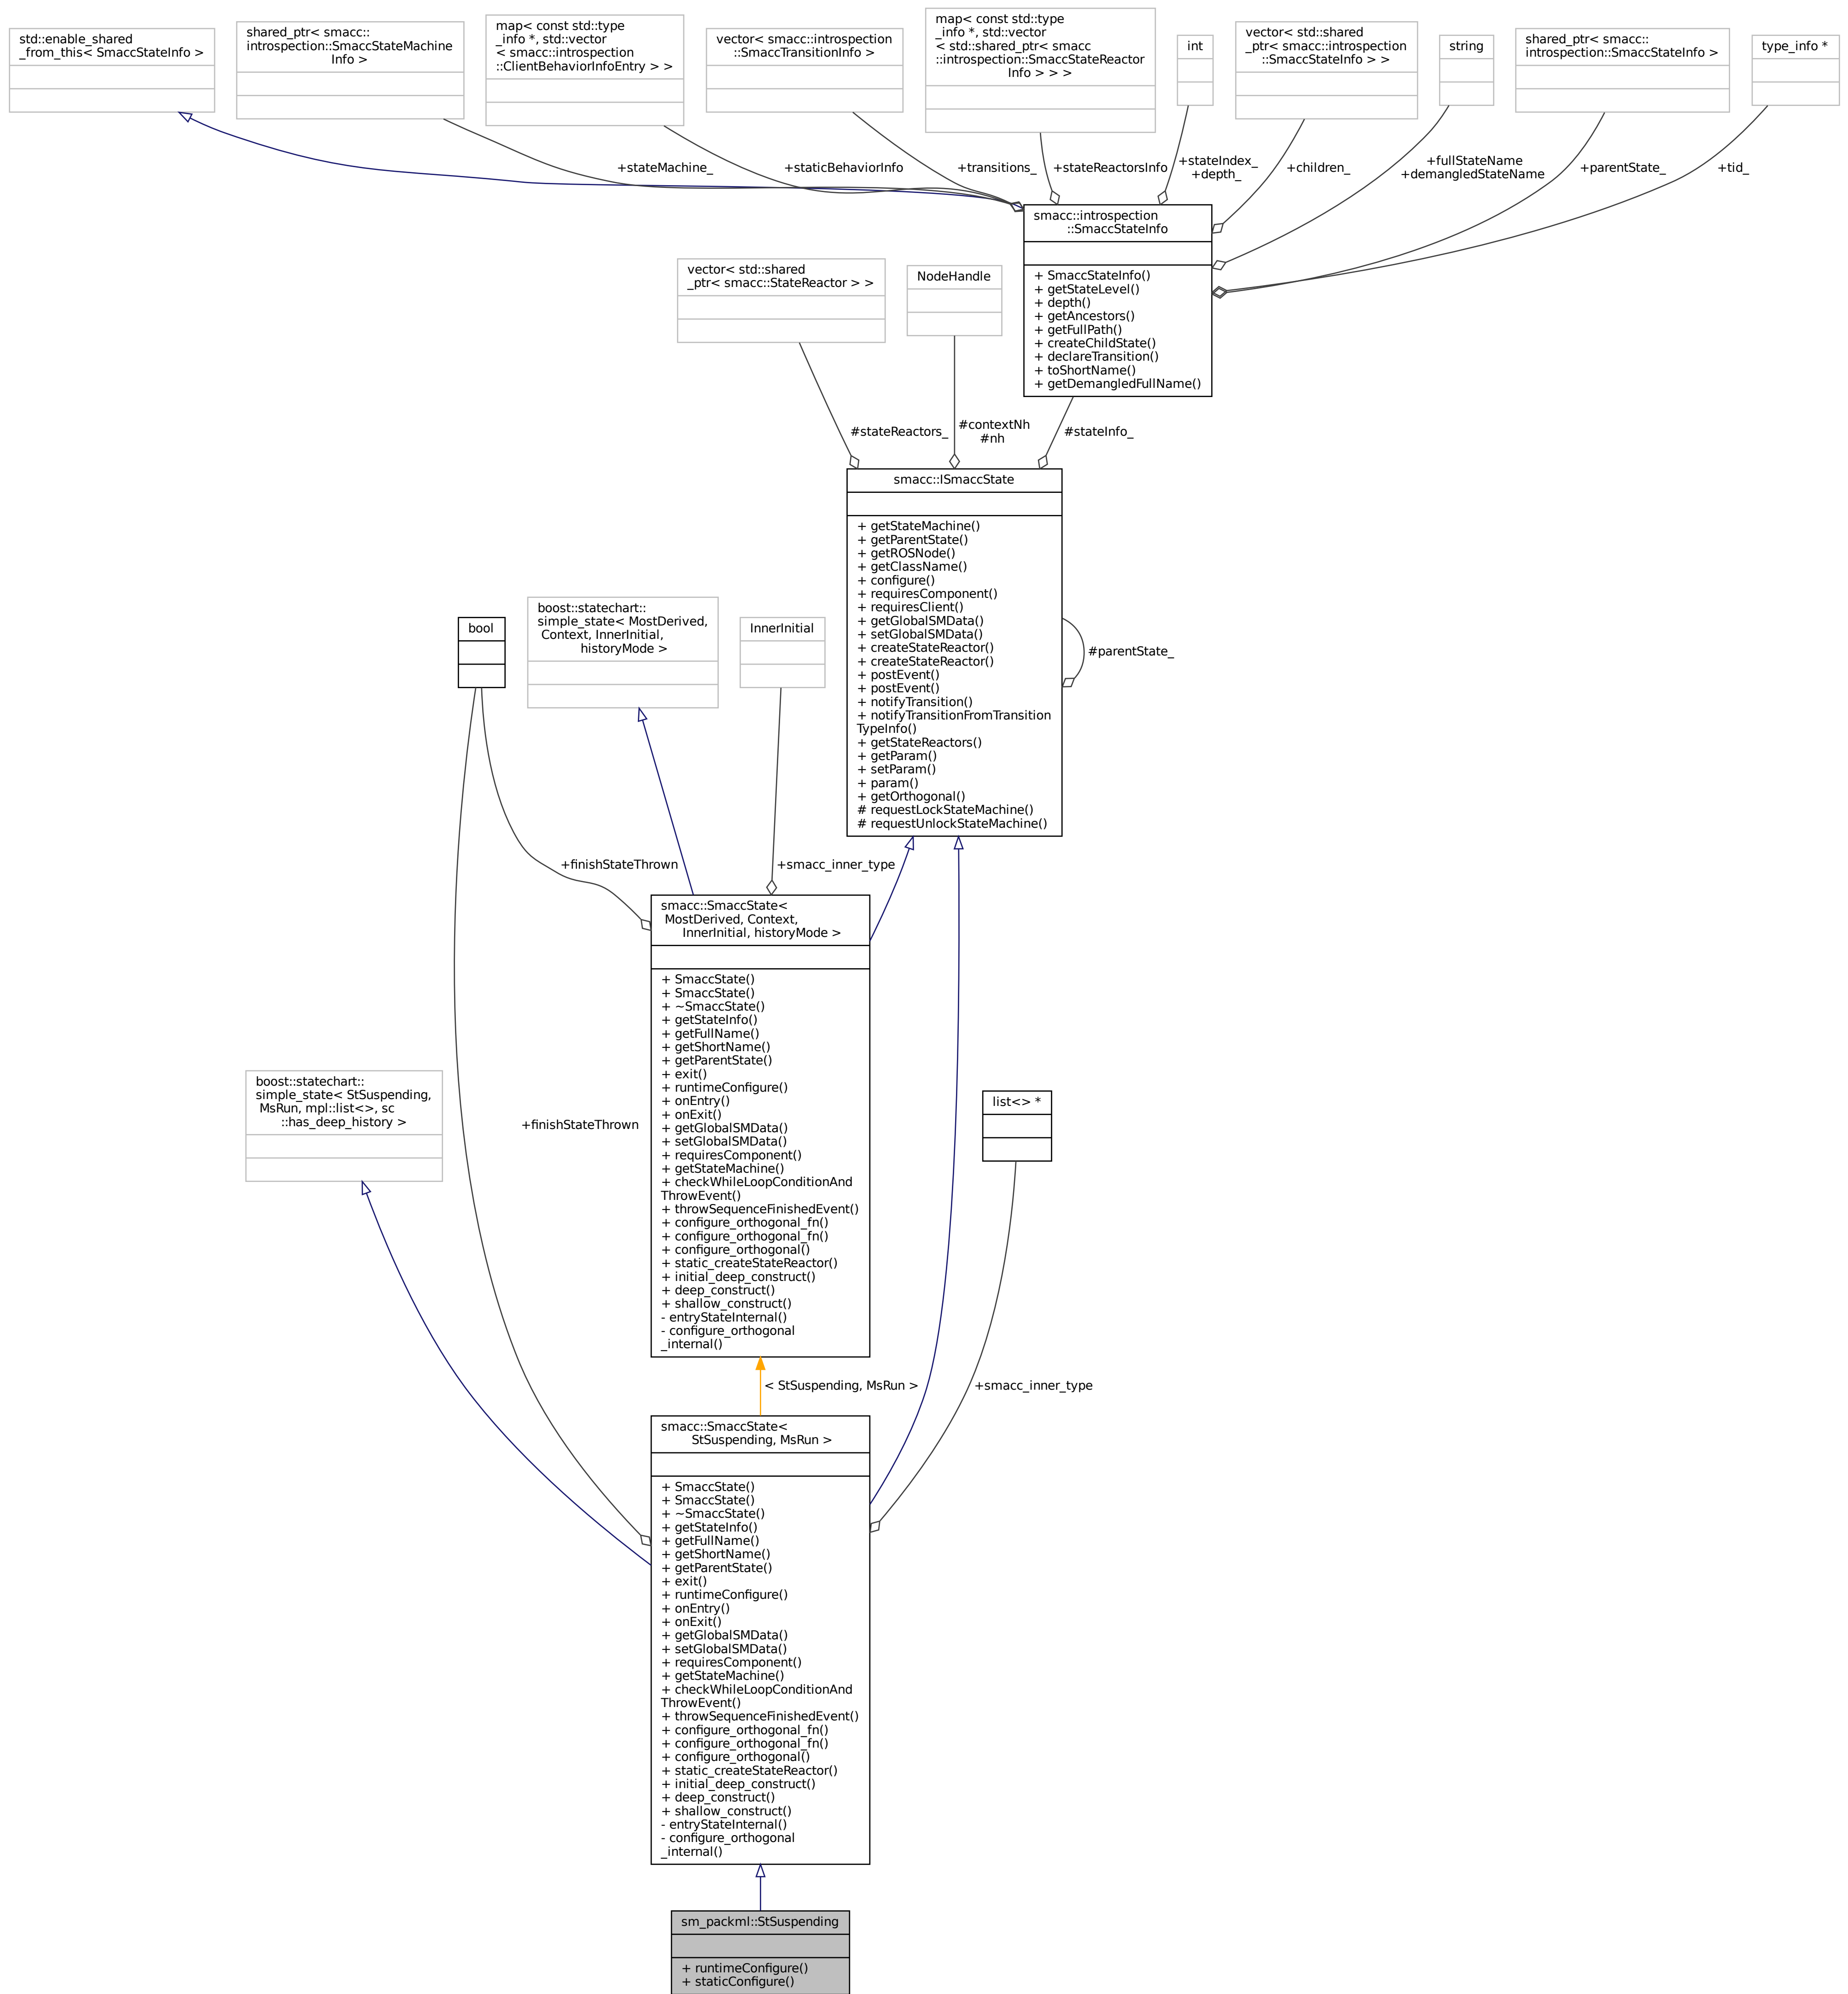 std::enable_shared
_from_this< SmaccStateInfo >
shared_ptr< smacc::
introspection::SmaccStateMachine
Info >
map< const std::type
_info *, std::vector
< smacc::introspection
::ClientBehaviorInfoEntry > >
vector< smacc::introspection
::SmaccTransitionInfo >
map< const std::type
_info *, std::vector
< std::shared_ptr< smacc
::introspection::SmaccStateReactor
Info > > >
int
vector< std::shared
_ptr< smacc::introspection
::SmaccStateInfo > >
string
shared_ptr< smacc::
introspection::SmaccStateInfo >
type_info *
+stateMachine_
+staticBehaviorInfo
+transitions_
+stateReactorsInfo
+stateIndex_
+depth_
+children_
+fullStateName
+demangledStateName
+parentState_
+tid_
smacc::introspection
::SmaccStateInfo
+ SmaccStateInfo()
+ getStateLevel()
+ depth()
+ getAncestors()
+ getFullPath()
+ createChildState()
+ declareTransition()
+ toShortName()
+ getDemangledFullName()
vector< std::shared
_ptr< smacc::StateReactor > >
NodeHandle
#stateReactors_
#contextNh
#nh
#stateInfo_
smacc::ISmaccState
+ getStateMachine()
+ getParentState()
+ getROSNode()
+ getClassName()
+ configure()
+ requiresComponent()
+ requiresClient()
+ getGlobalSMData()
+ setGlobalSMData()
+ createStateReactor()
+ createStateReactor()
+ postEvent()
+ postEvent()
+ notifyTransition()
+ notifyTransitionFromTransition
TypeInfo()
+ getStateReactors()
+ getParam()
+ setParam()
+ param()
+ getOrthogonal()
# requestLockStateMachine()
# requestUnlockStateMachine()
#parentState_
bool
boost::statechart::
simple_state< MostDerived,
Context, InnerInitial,
historyMode >
InnerInitial
+finishStateThrown
+smacc_inner_type
smacc::SmaccState<
MostDerived, Context,
InnerInitial, historyMode >
+ SmaccState()
+ SmaccState()
+ ~SmaccState()
+ getStateInfo()
+ getFullName()
+ getShortName()
+ getParentState()
+ exit()
+ runtimeConfigure()
+ onEntry()
+ onExit()
+ getGlobalSMData()
+ setGlobalSMData()
+ requiresComponent()
+ getStateMachine()
+ checkWhileLoopConditionAnd
ThrowEvent()
+ throwSequenceFinishedEvent()
+ configure_orthogonal_fn()
+ configure_orthogonal_fn()
+ configure_orthogonal()
+ static_createStateReactor()
+ initial_deep_construct()
+ deep_construct()
+ shallow_construct()
- entryStateInternal()
- configure_orthogonal
_internal()
boost::statechart::
simple_state< StSuspending,
MsRun, mpl::list<>, sc
::has_deep_history >
+finishStateThrown
list<> *
< StSuspending, MsRun >
+smacc_inner_type
smacc::SmaccState<
StSuspending, MsRun >
+ SmaccState()
+ SmaccState()
+ ~SmaccState()
+ getStateInfo()
+ getFullName()
+ getShortName()
+ getParentState()
+ exit()
+ runtimeConfigure()
+ onEntry()
+ onExit()
+ getGlobalSMData()
+ setGlobalSMData()
+ requiresComponent()
+ getStateMachine()
+ checkWhileLoopConditionAnd
ThrowEvent()
+ throwSequenceFinishedEvent()
+ configure_orthogonal_fn()
+ configure_orthogonal_fn()
+ configure_orthogonal()
+ static_createStateReactor()
+ initial_deep_construct()
+ deep_construct()
+ shallow_construct()
- entryStateInternal()
- configure_orthogonal
_internal()
sm_packml::StSuspending
+ runtimeConfigure()
+ staticConfigure()